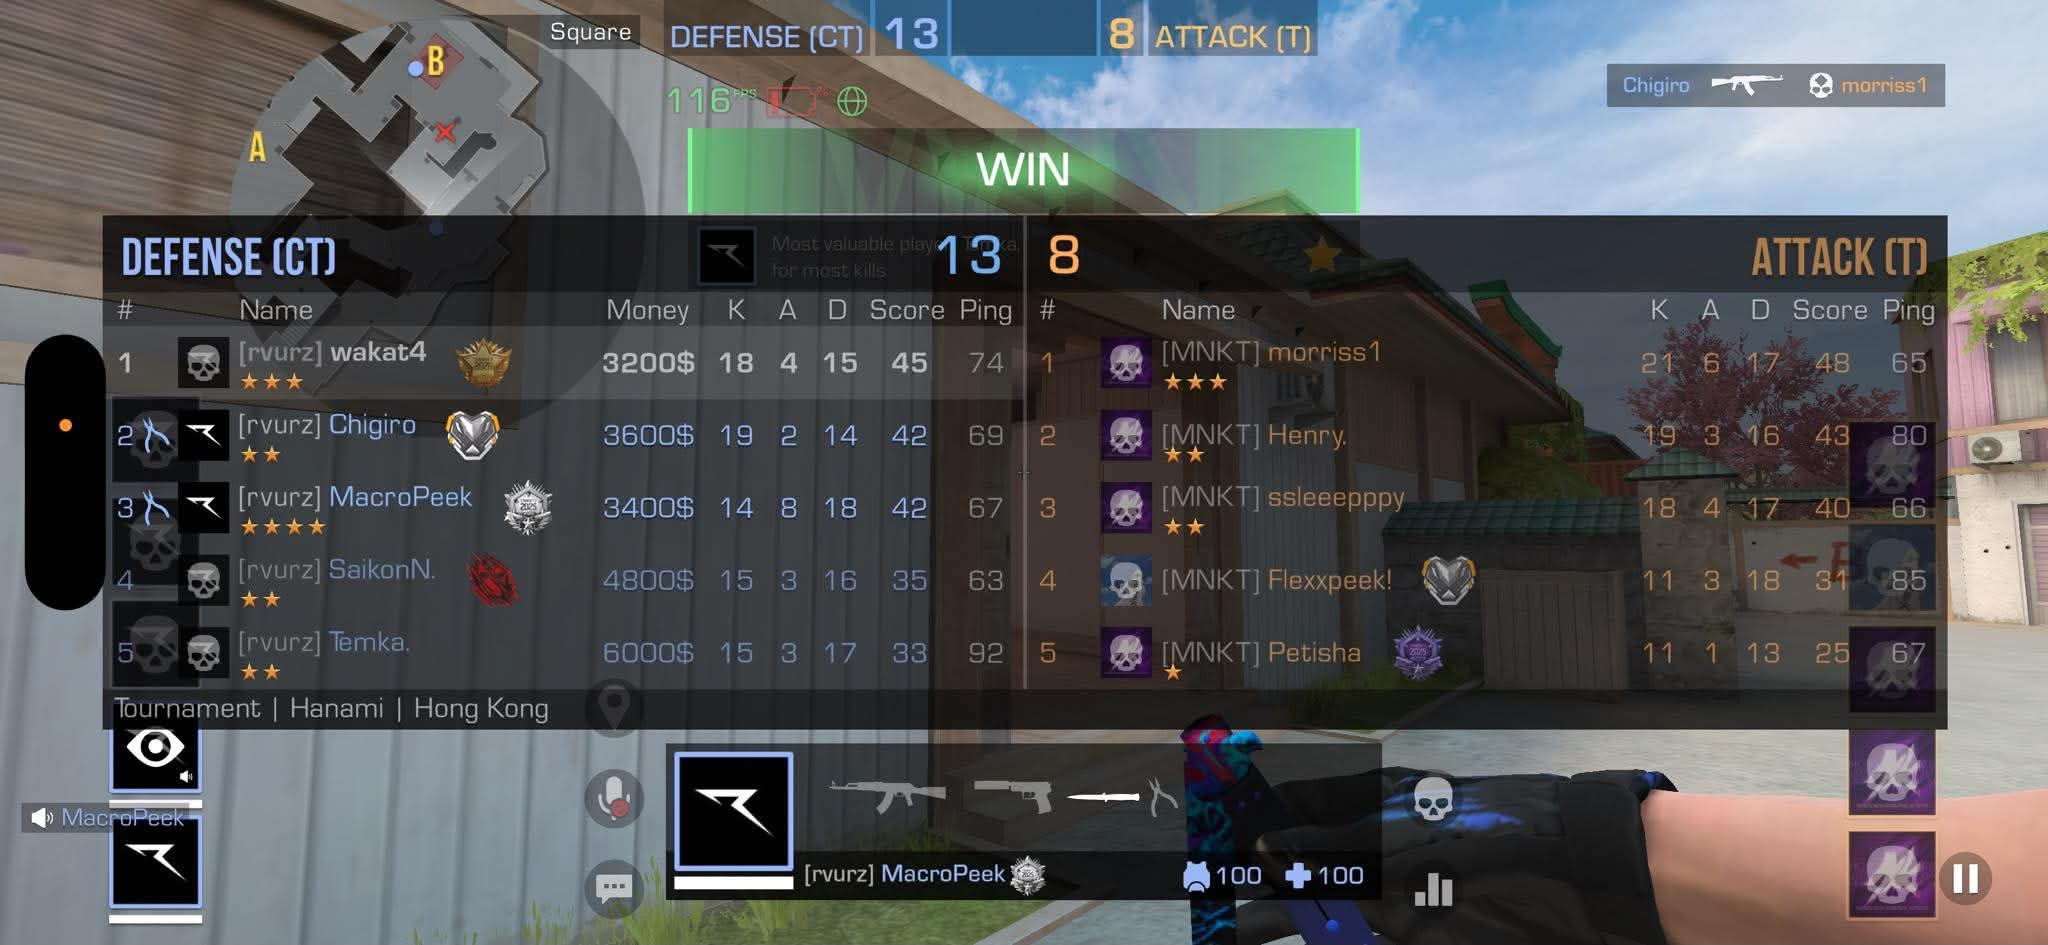 Square
DEFENSE (CT) 13 8 ATTACK (T)
116 FPS
B
A
Chigiro morriss1
WIN
DEFENSE (CT) 13 8 ATTACK (T)
Most valuable player: Temka.
for most kills
# Name Money K A D Score Ping # Name K A D Score Ping
1 [rvurz] wakat4 3200$ 18 4 15 45 74 1 [MNKT] morriss1 21 6 17 48 65
2 [rvurz] Chigiro 3600$ 19 2 14 42 69 2 [MNKT] Henry. 19 3 16 43 80
3 [rvurz] MacroPeek 3400$ 14 8 18 42 67 3 [MNKT] ssleeepppy 18 4 17 40 66
4 [rvurz] SaikonN. 4800$ 15 3 16 35 63 4 [MNKT] Flexxpeek! 11 3 18 31 85
5 [rvurz] Temka. 6000$ 15 3 17 33 92 5 [MNKT] Petisha 11 1 13 25 67
Tournament | Hanami | Hong Kong
MacroPeek
[rvurz] MacroPeek 100 100